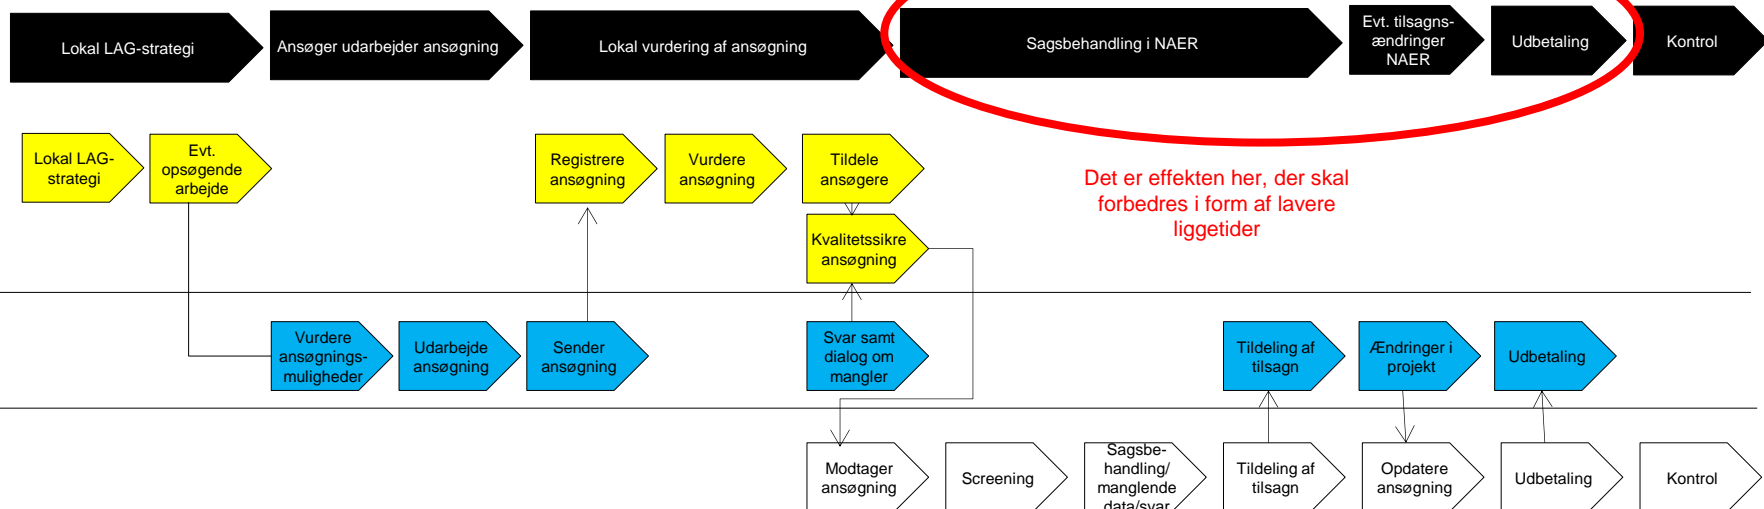 Lokal LAG-strategi
Ansøger udarbejder ansøgning
Lokal vurdering af ansøgning
Sagsbehandling i NAER
Evt. tilsagns-
ændringer
NAER
Udbetaling
Kontrol
Lokal LAG-
strategi
Evt.
opsøgende
arbejde
Registrere
ansøgning
Vurdere
ansøgning
Tildele
ansøgere
Kvalitetssikre
ansøgning
Det er effekten her, der skal
forbedres i form af lavere
liggetider
Vurdere
ansøgnings-
muligheder
Udarbejde
ansøgning
Sender
ansøgning
Svar samt
dialog om
mangler
Tildeling af
tilsagn
Ændringer i
projekt
Udbetaling
Modtager
ansøgning
Screening
Sagsbe-
handling/
manglende
data/svar
Tildeling af
tilsagn
Opdatere
ansøgning
Udbetaling
Kontrol